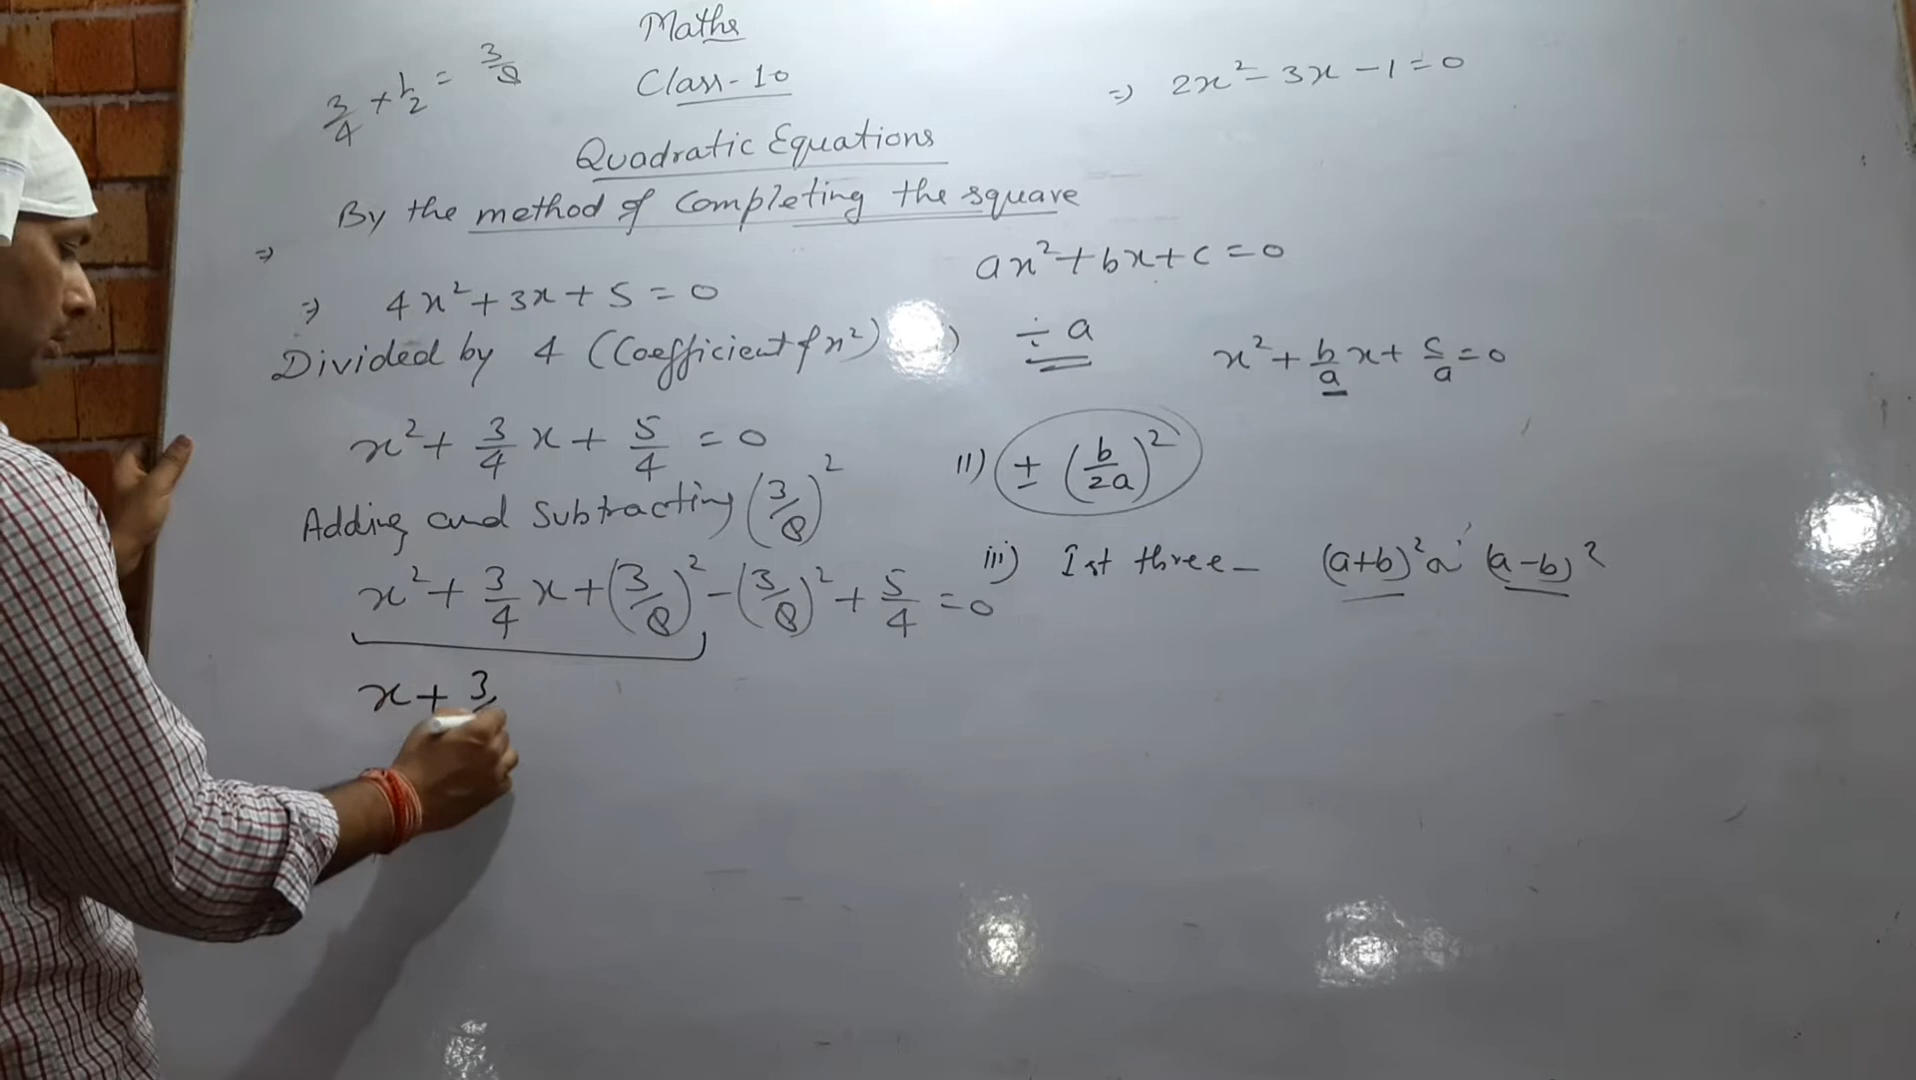 Maths
Class-10
3/4 + 1/2 = 3/8
⇒ 2x² - 3x - 1 = 0
Quadratic Equations
By the method of Completing the square
⇒
⇒ 4x² + 3x + 5 = 0
ax² + bx + c = 0
Divided by 4 (Coefficient of x²)
) ÷ a
x² + b/a x + c/a = 0
x² + 3/4 x + 5/4 = 0
ii) ± (b/2a)²
Adding and Subtracting (3/8)²
iii) Ist three - (a+b)² or (a-b)²
x² + 3/4 x + (3/8)² - (3/8)² + 5/4 = 0
x + 3